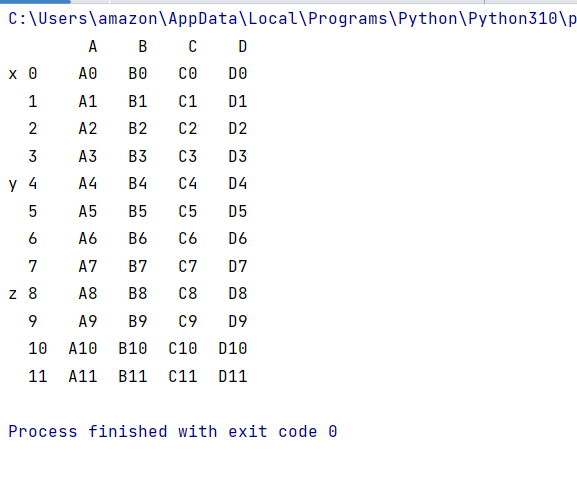 C:\Users\amazon\AppData\Local\Programs\Python\Python310\p
A B C D
x 0 A0 B0 C0 D0
1 A1 B1 C1 D1
2 A2 B2 C2 D2
3 A3 B3 C3 D3
y 4 A4 B4 C4 D4
5 A5 B5 C5 D5
6 A6 B6 C6 D6
7 A7 B7 C7 D7
z 8 A8 B8 C8 D8
9 A9 B9 C9 D9
10 A10 B10 C10 D10
11 A11 B11 C11 D11
Process finished with exit code 0